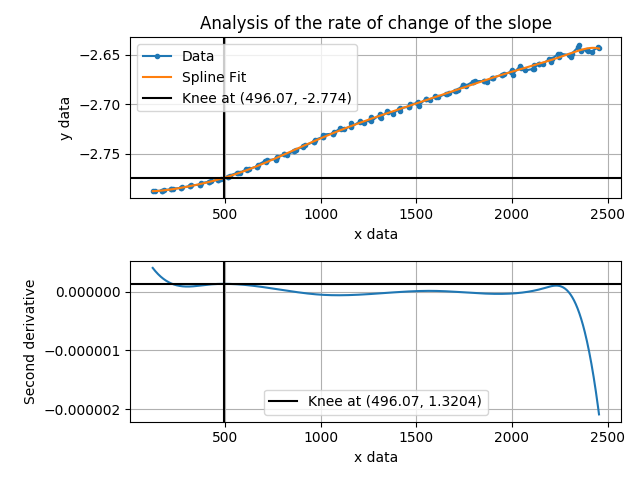 Analysis of the rate of change of the slope
Data
Spline Fit
Knee at (496.07, -2.774)
y data
−2.65
−2.70
−2.75
500
1000
1500
2000
2500
x data
Second derivative
0.000000
−0.000001
−0.000002
Knee at (496.07, 1.3204)
500
1000
1500
2000
2500
x data